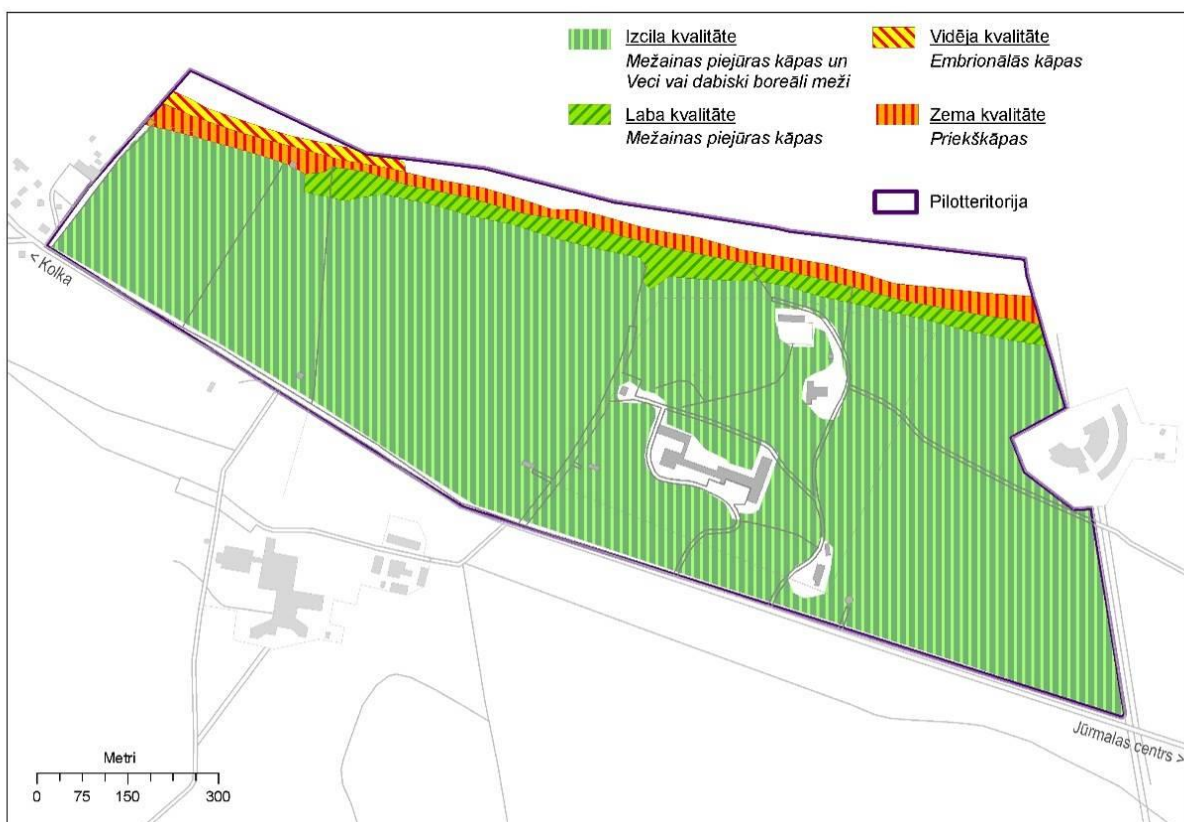 Izcila kvalitāte
Mežainas piejūras kāpas un
Veci vai dabiski boreāli meži
Laba kvalitāte
Mežainas piejūras kāpas
Vidēja kvalitāte
Embrionālās kāpas
Zema kvalitāte
Priekškāpas
Pilotteritorija
< Kolka
Jūrmalas centrs >
Metri
0 75 150 300